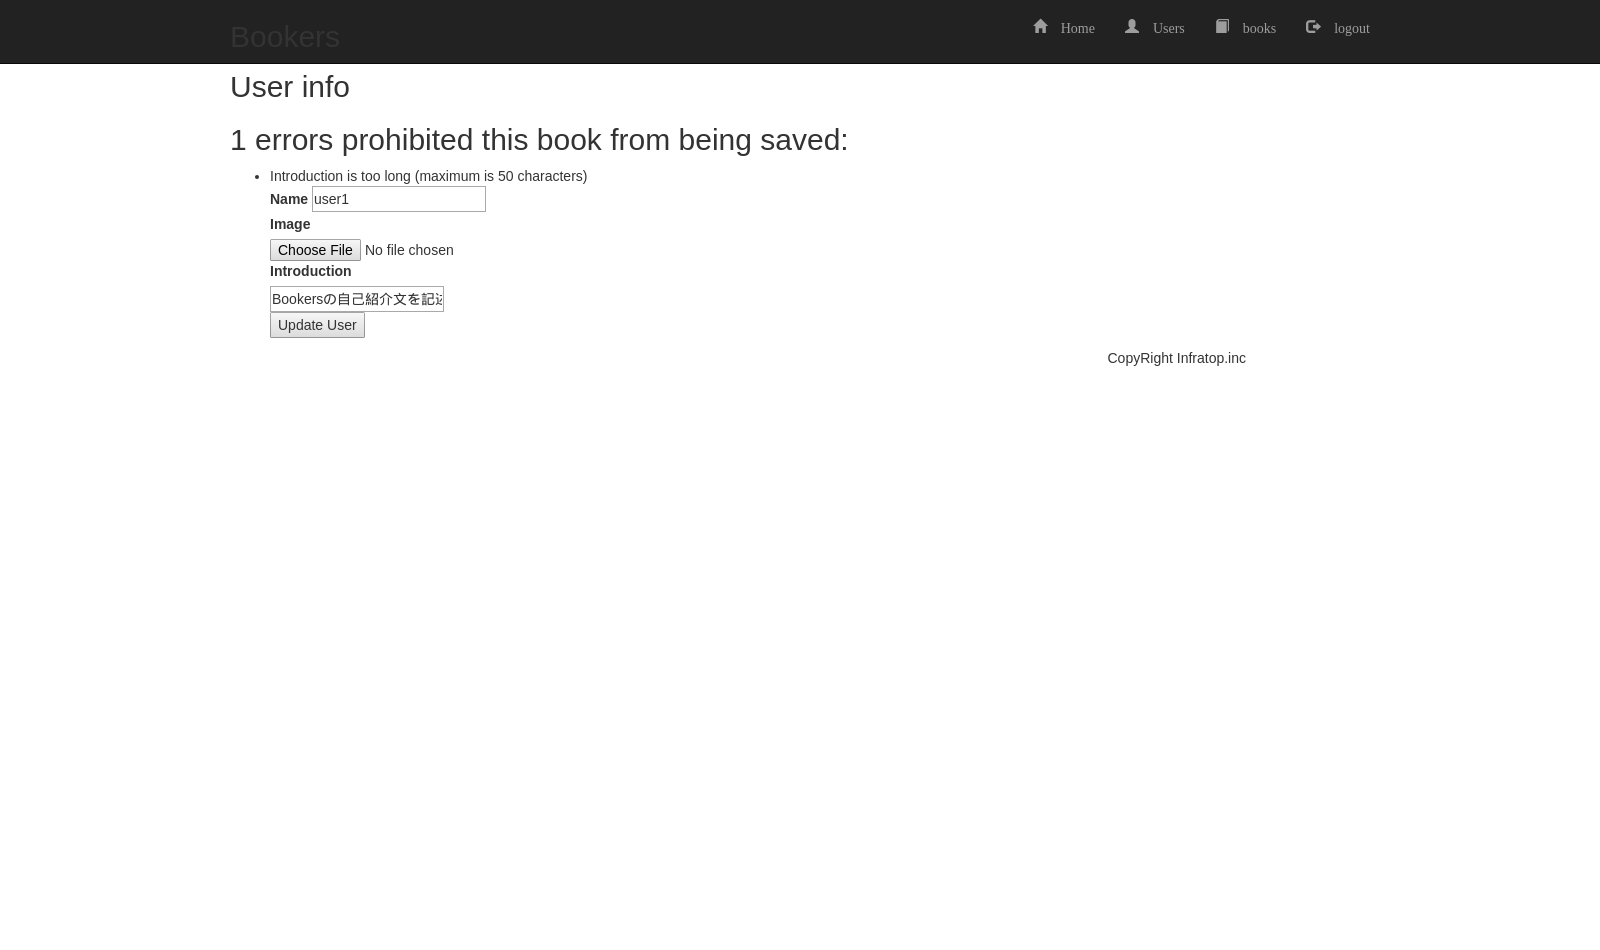 Bookers
Home Users books logout
User info
1 errors prohibited this book from being saved:
Introduction is too long (maximum is 50 characters)
Name user1
Image
Choose File No file chosen
Introduction
Bookersの自己紹介文を記
Update User
CopyRight Infratop.inc